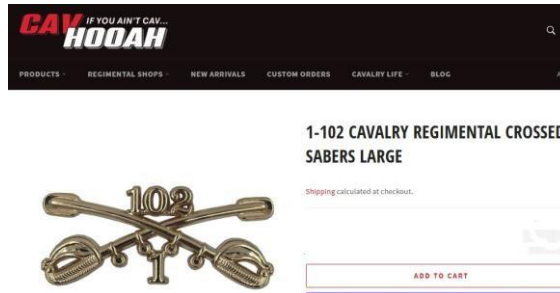 CAV IF YOU AIN'T CAV...
HOOAH
PRODUCTS REGIMENTAL SHOPS NEW ARRIVALS CUSTOM ORDERS CAVALRY LIFE BLOG
1-102 CAVALRY REGIMENTAL CROSSED
SABERS LARGE
Shipping calculated at checkout.
102
1
ADD TO CART